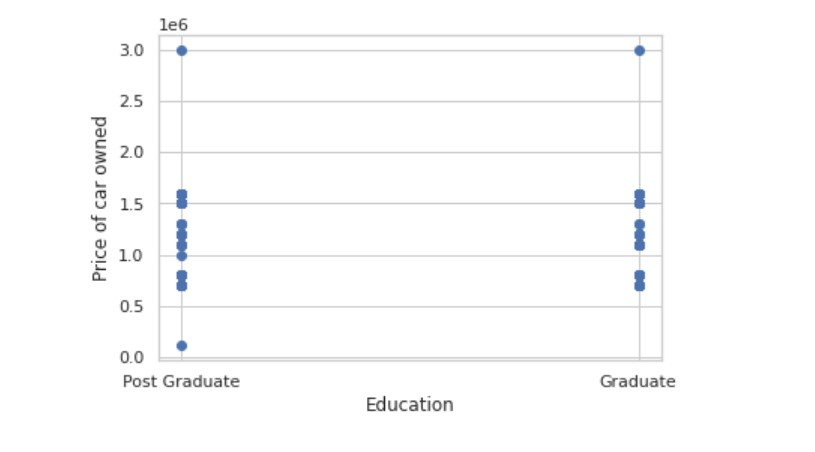 1e6
3.0
2.5
2.0
1.5
1.0
0.5
0.0
Price of car owned
Post Graduate
Graduate
Education